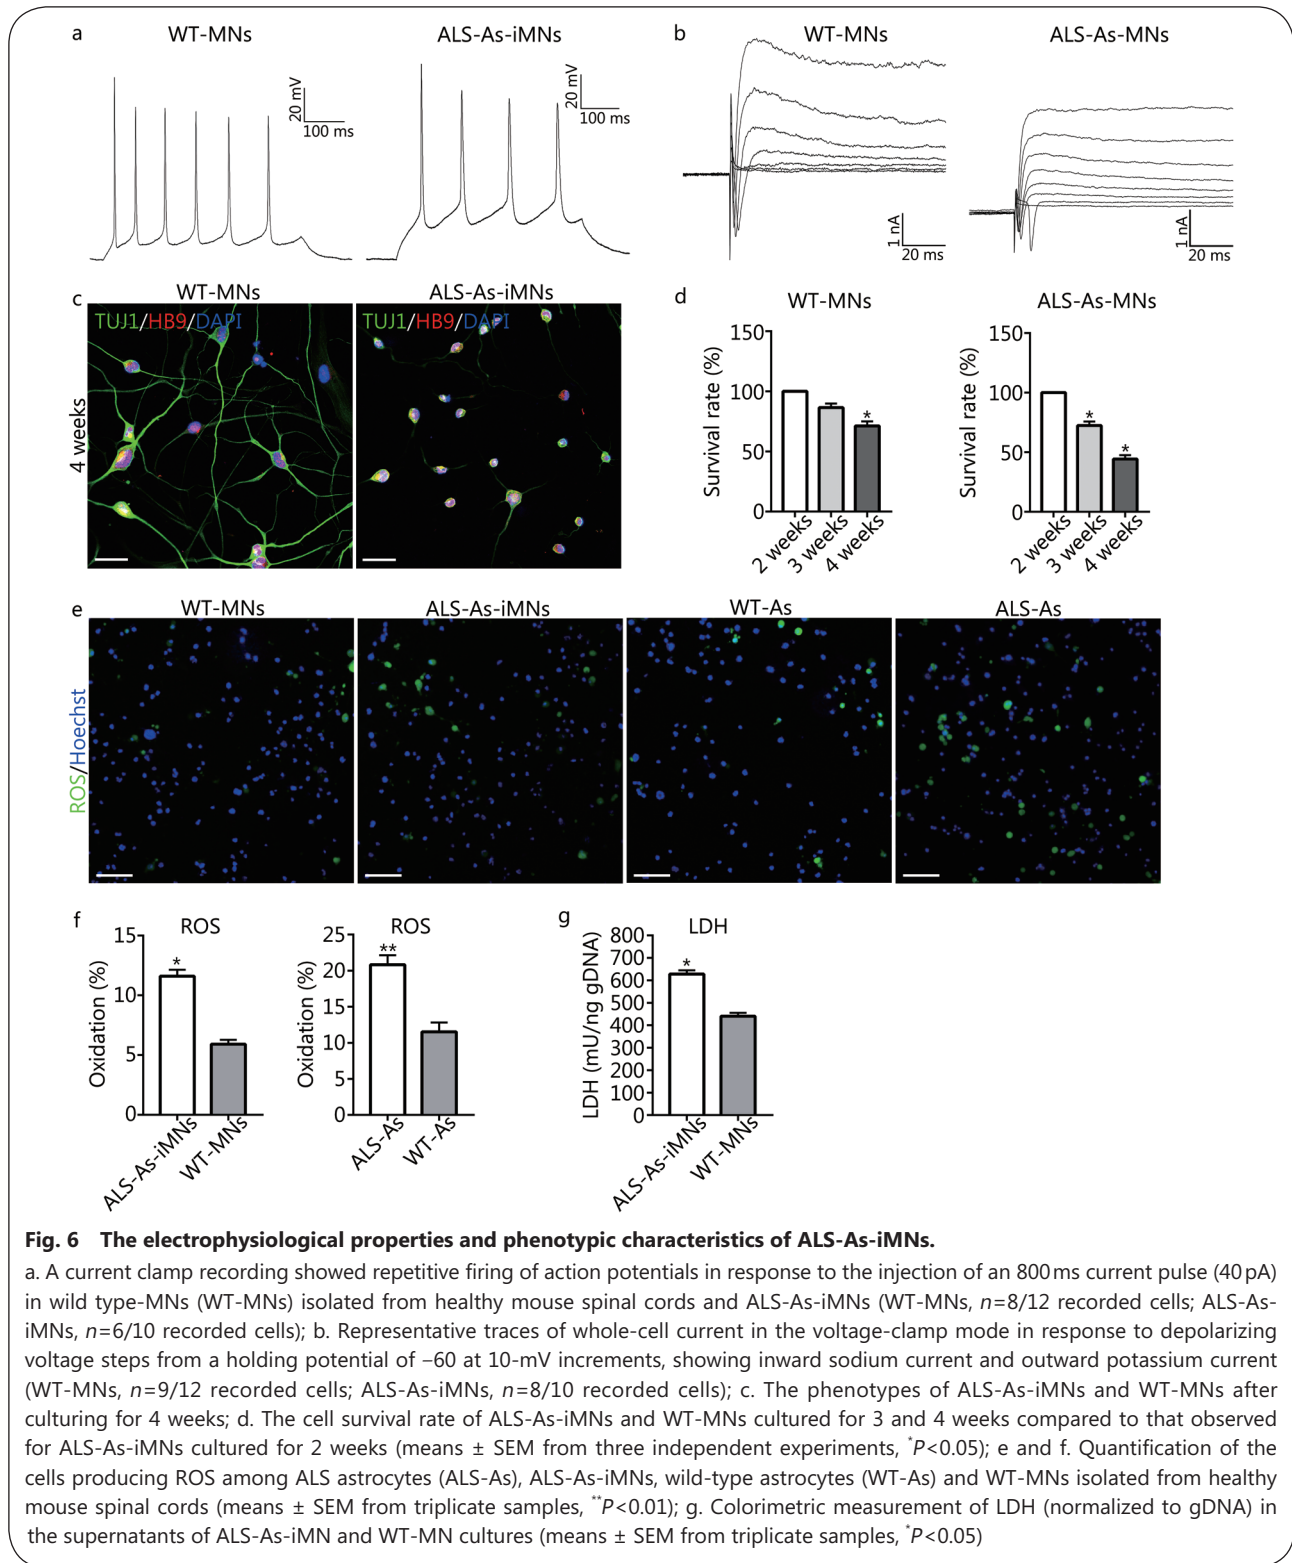 a
WT-MNs
ALS-As-iMNs
20 mV
100 ms
20 mV
100 ms
b
WT-MNs
ALS-As-MNs
1 nA
20 ms
1 nA
20 ms
c
WT-MNs
ALS-As-iMNs
4 weeks
TUJ1/HB9/DAPI
TUJ1/HB9/DAPI
d
WT-MNs
Survival rate (%)
150
100
50
0
*
2 weeks
3 weeks
4 weeks
ALS-As-MNs
Survival rate (%)
150
100
50
0
*
*
2 weeks
3 weeks
4 weeks
e
WT-MNs
ALS-As-iMNs
WT-As
ALS-As
ROS/Hoechst
f
ROS
Oxidation (%)
15
10
5
0
*
ALS-As-iMNs
WT-MNs
ROS
Oxidation (%)
25
20
15
10
5
0
**
ALS-As
WT-As
g
LDH
LDH (mU/ng gDNA)
800
700
600
500
400
300
200
100
0
*
ALS-As-iMNs
WT-MNs
Fig. 6 The electrophysiological properties and phenotypic characteristics of ALS-As-iMNs.
a. A current clamp recording showed repetitive firing of action potentials in response to the injection of an 800 ms current pulse (40 pA)
in wild type-MNs (WT-MNs) isolated from healthy mouse spinal cords and ALS-As-iMNs (WT-MNs, n=8/12 recorded cells; ALS-As-
iMNs, n=6/10 recorded cells); b. Representative traces of whole-cell current in the voltage-clamp mode in response to depolarizing
voltage steps from a holding potential of –60 at 10-mV increments, showing inward sodium current and outward potassium current
(WT-MNs, n=9/12 recorded cells; ALS-As-iMNs, n=8/10 recorded cells); c. The phenotypes of ALS-As-iMNs and WT-MNs after
culturing for 4 weeks; d. The cell survival rate of ALS-As-iMNs and WT-MNs cultured for 3 and 4 weeks compared to that observed
for ALS-As-iMNs cultured for 2 weeks (means ± SEM from three independent experiments, *P<0.05); e and f. Quantification of the
cells producing ROS among ALS astrocytes (ALS-As), ALS-As-iMNs, wild-type astrocytes (WT-As) and WT-MNs isolated from healthy
mouse spinal cords (means ± SEM from triplicate samples, **P<0.01); g. Colorimetric measurement of LDH (normalized to gDNA) in
the supernatants of ALS-As-iMN and WT-MN cultures (means ± SEM from triplicate samples, *P<0.05)